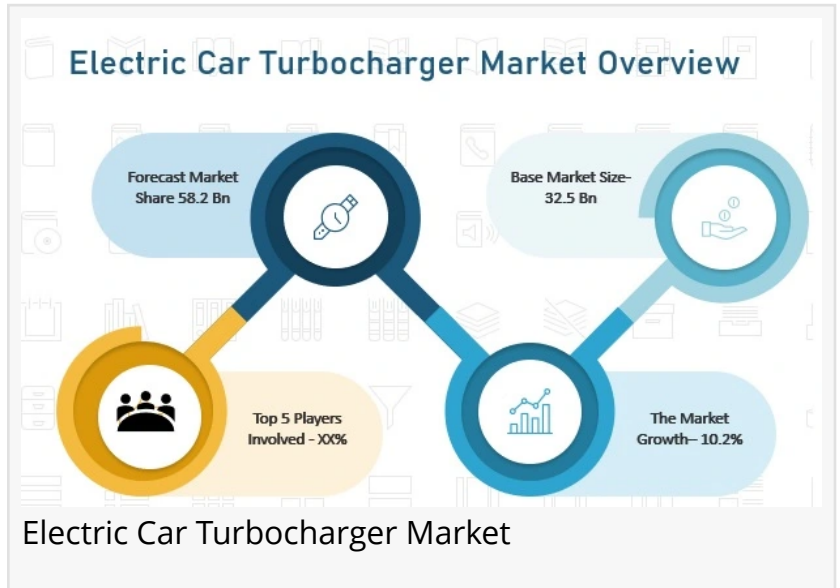 Electric Car Turbocharger Market Overview
Forecast Market
Share 58.2 Bn
Base Market Size-
32.5 Bn
Top 5 Players
Involved - XX%
The Market
Growth– 10.2%
Electric Car Turbocharger Market